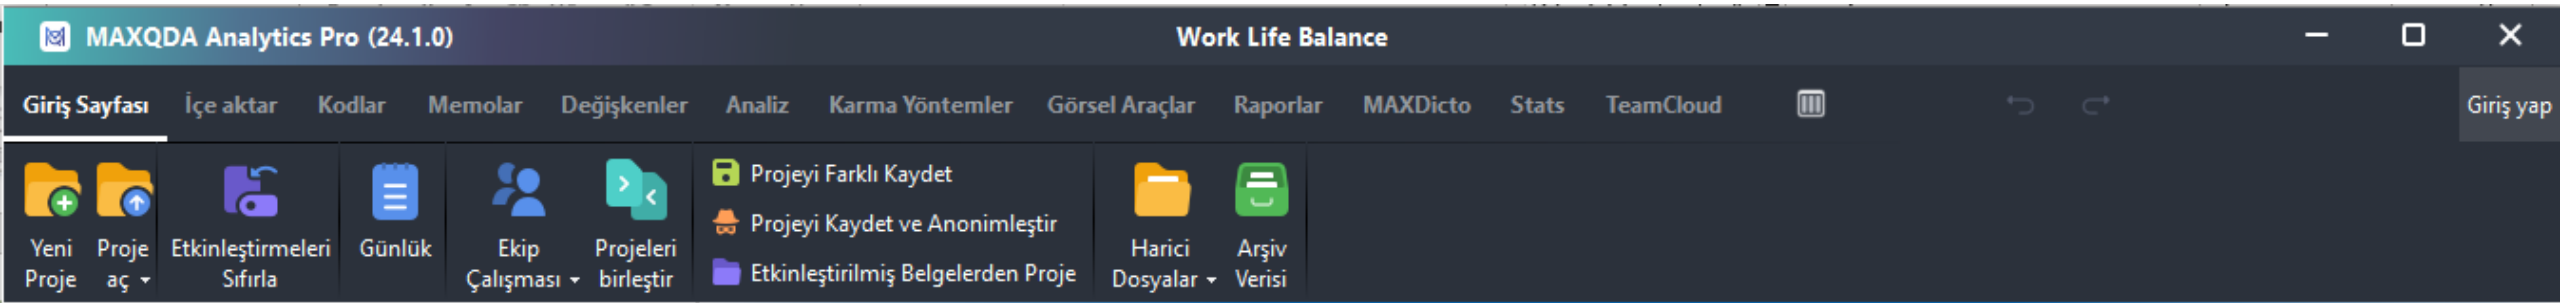 MAXQDA Analytics Pro (24.1.0)
Work Life Balance
Giriş Sayfası İçe aktar Kodlar Memolar Değişkenler Analiz Karma Yöntemler Görsel Araçlar Raporlar MAXDicto Stats TeamCloud
Giriş yap
Yeni
Proje
Proje
aç
Etkinleştirmeleri
Sıfırla
Günlük
Ekip
Çalışması
Projeleri
birleştir
Projeyi Farklı Kaydet
Projeyi Kaydet ve Anonimleştir
Etkinleştirilmiş Belgelerden Proje
Harici
Dosyalar
Arşiv
Verisi